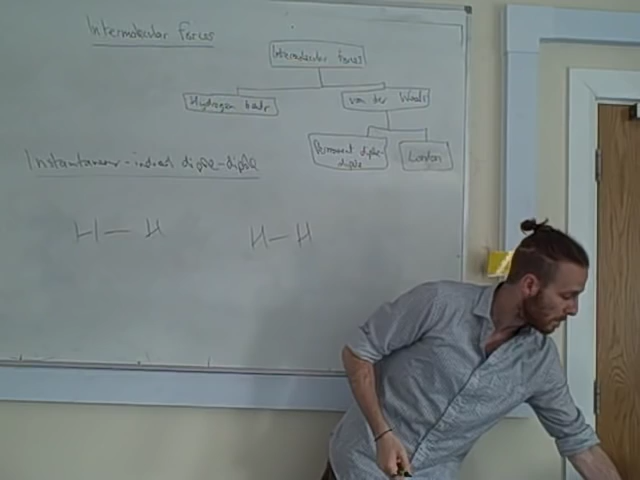 Intermolecular Forces
Intermolecular forces
Hydrogen bonds
van der Waals
Permanent dipole-
dipole
London
Instantaneous-induced dipole-dipole
H — H
H — H